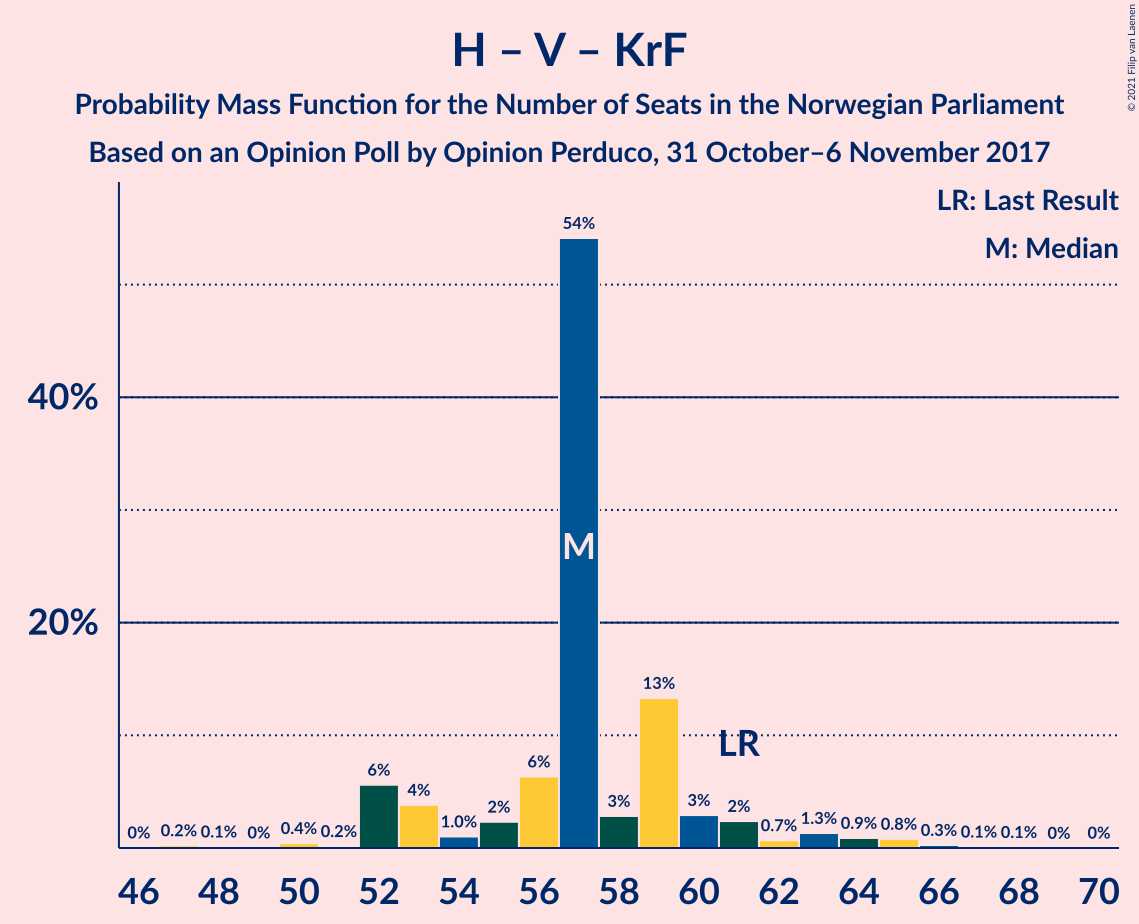 H – V – KrF
Probability Mass Function for the Number of Seats in the Norwegian Parliament
Based on an Opinion Poll by Opinion Perduco, 31 October–6 November 2017
© 2021 Filip van Laenen
LR: Last Result
M: Median
40%
20%
0% 0.2% 0.1% 0% 0.4% 0.2% 6% 4% 1.0% 2% 6% 54% 3% 13% 3% 2% 0.7% 1.3% 0.9% 0.8% 0.3% 0.1% 0.1% 0% 0%
M
LR
46 48 50 52 54 56 58 60 62 64 66 68 70